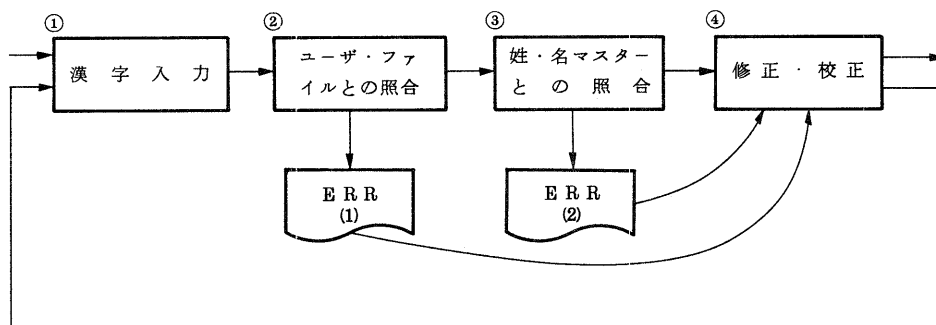 ①
漢字入力
②
ユーザ・ファ
イルとの照合
③
姓・名マスター
との照合
④
修正・校正
ERR
(1)
ERR
(2)